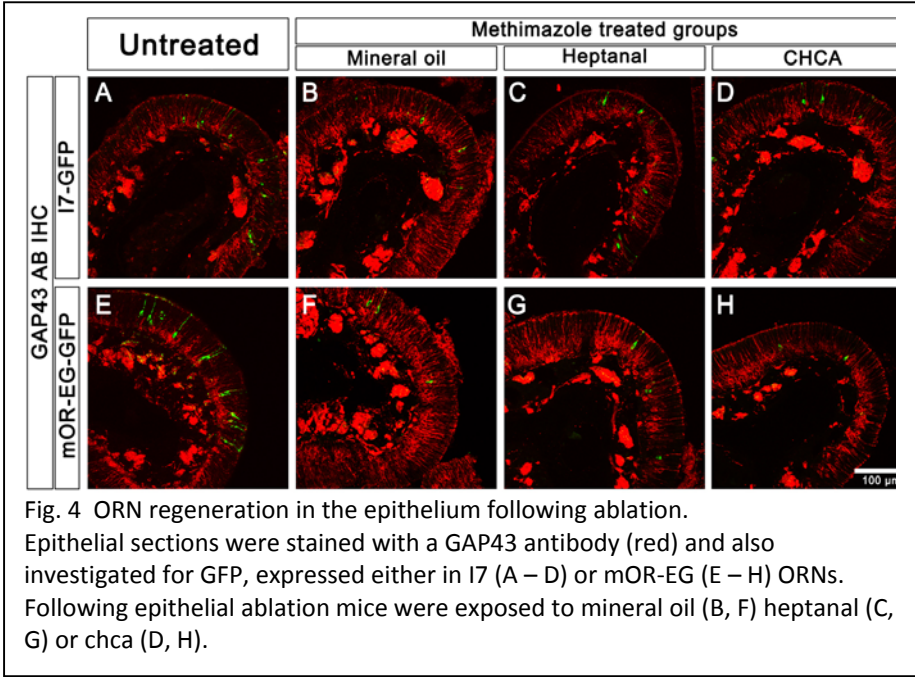 Untreated
Methimazole treated groups
Mineral oil
Heptanal
CHCA
GAP43 AB IHC
I7-GFP
A
B
C
D
mOR-EG-GFP
E
F
G
H
100 µm
Fig. 4 ORN regeneration in the epithelium following ablation.
Epithelial sections were stained with a GAP43 antibody (red) and also
investigated for GFP, expressed either in I7 (A – D) or mOR-EG (E – H) ORNs.
Following epithelial ablation mice were exposed to mineral oil (B, F) heptanal (C,
G) or chca (D, H).